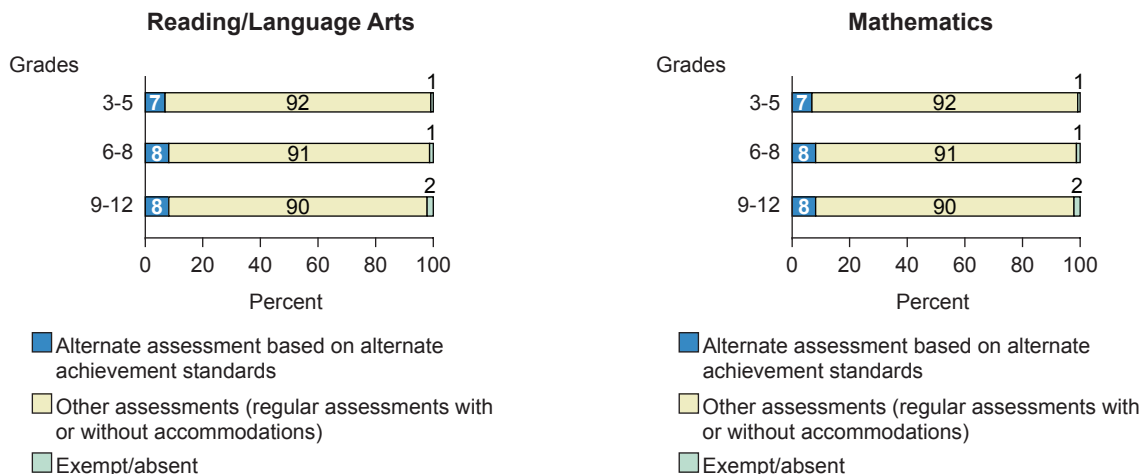 Reading/Language Arts
Grades
1
3-5 7 92
1
6-8 8 91
2
9-12 8 90
0 20 40 60 80 100
Percent
Alternate assessment based on alternate
achievement standards
Other assessments (regular assessments with
or without accommodations)
Exempt/absent
Mathematics
Grades
1
3-5 7 92
1
6-8 8 91
2
9-12 8 90
0 20 40 60 80 100
Percent
Alternate assessment based on alternate
achievement standards
Other assessments (regular assessments with
or without accommodations)
Exempt/absent